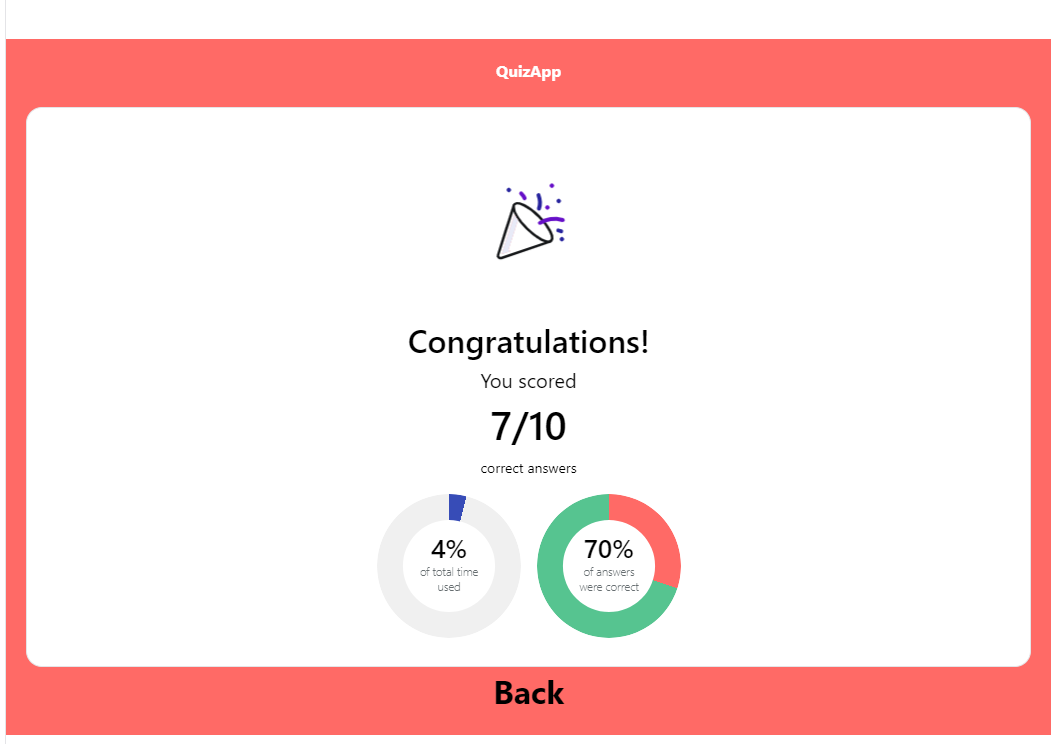 QuizApp
Congratulations!
You scored
7/10
correct answers
4%
of total time
used
70%
of answers
were correct
Back